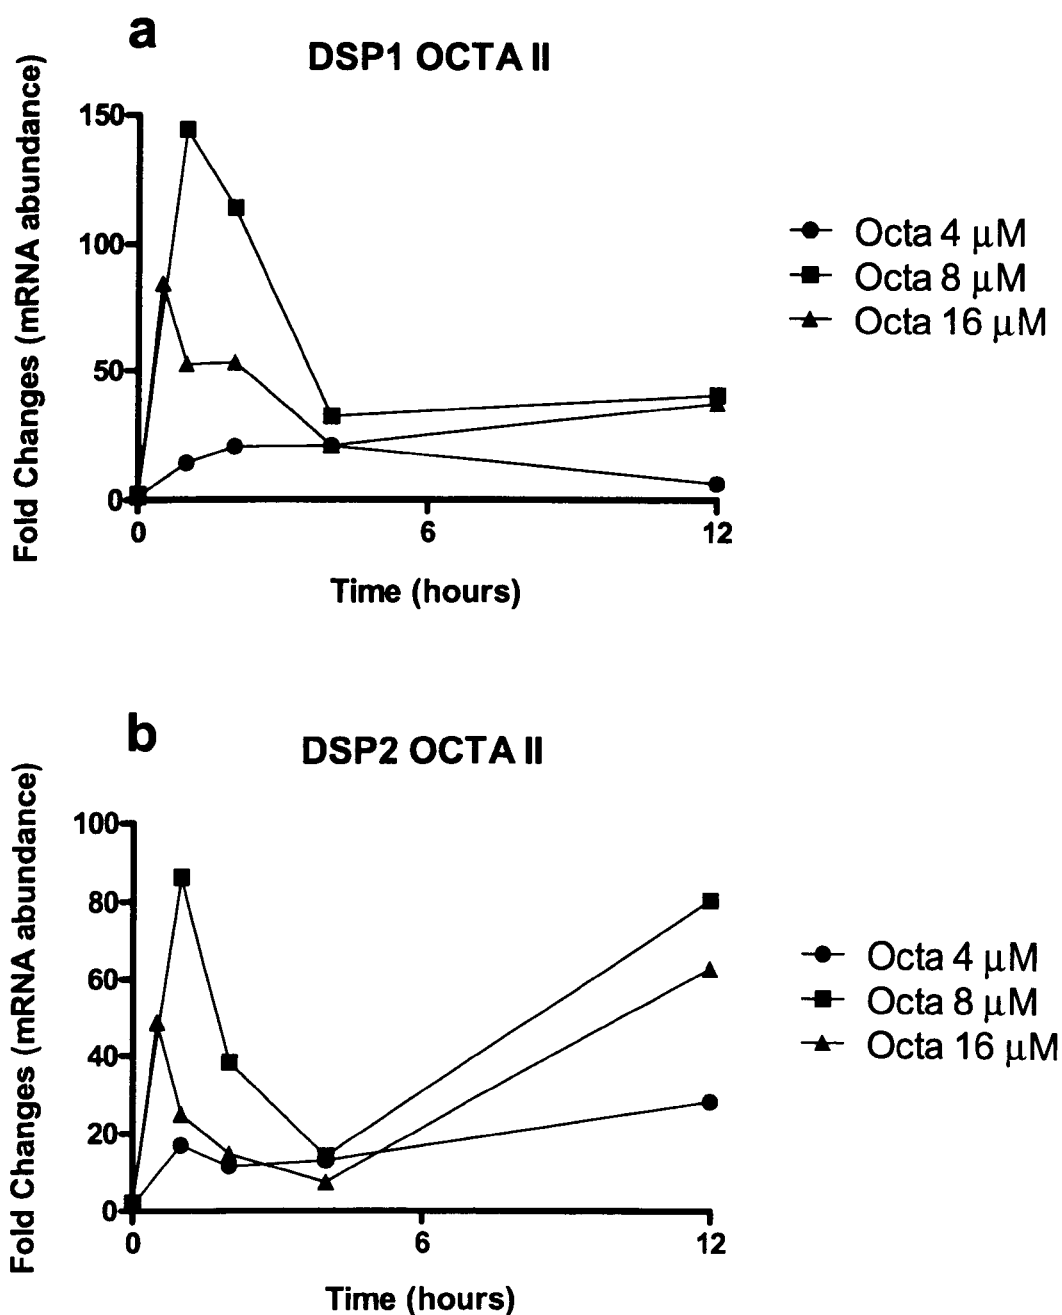 a
DSP1 OCTA II
Fold Changes (mRNA abundance)
150
100
50
0
0 6 12
Time (hours)
Octa 4 μM
Octa 8 μM
Octa 16 μM
b
DSP2 OCTA II
Fold Changes (mRNA abundance)
100
80
60
40
20
0
0 6 12
Time (hours)
Octa 4 μM
Octa 8 μM
Octa 16 μM